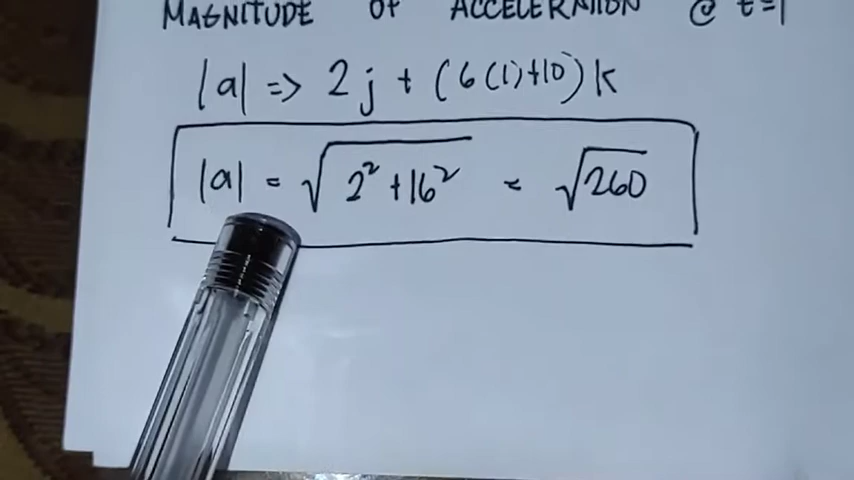 MAGNITUDE OF ACCELERATION @ t=1
|a| => 2j + (6(1)+10)k
|a| = √2²+16² = √260